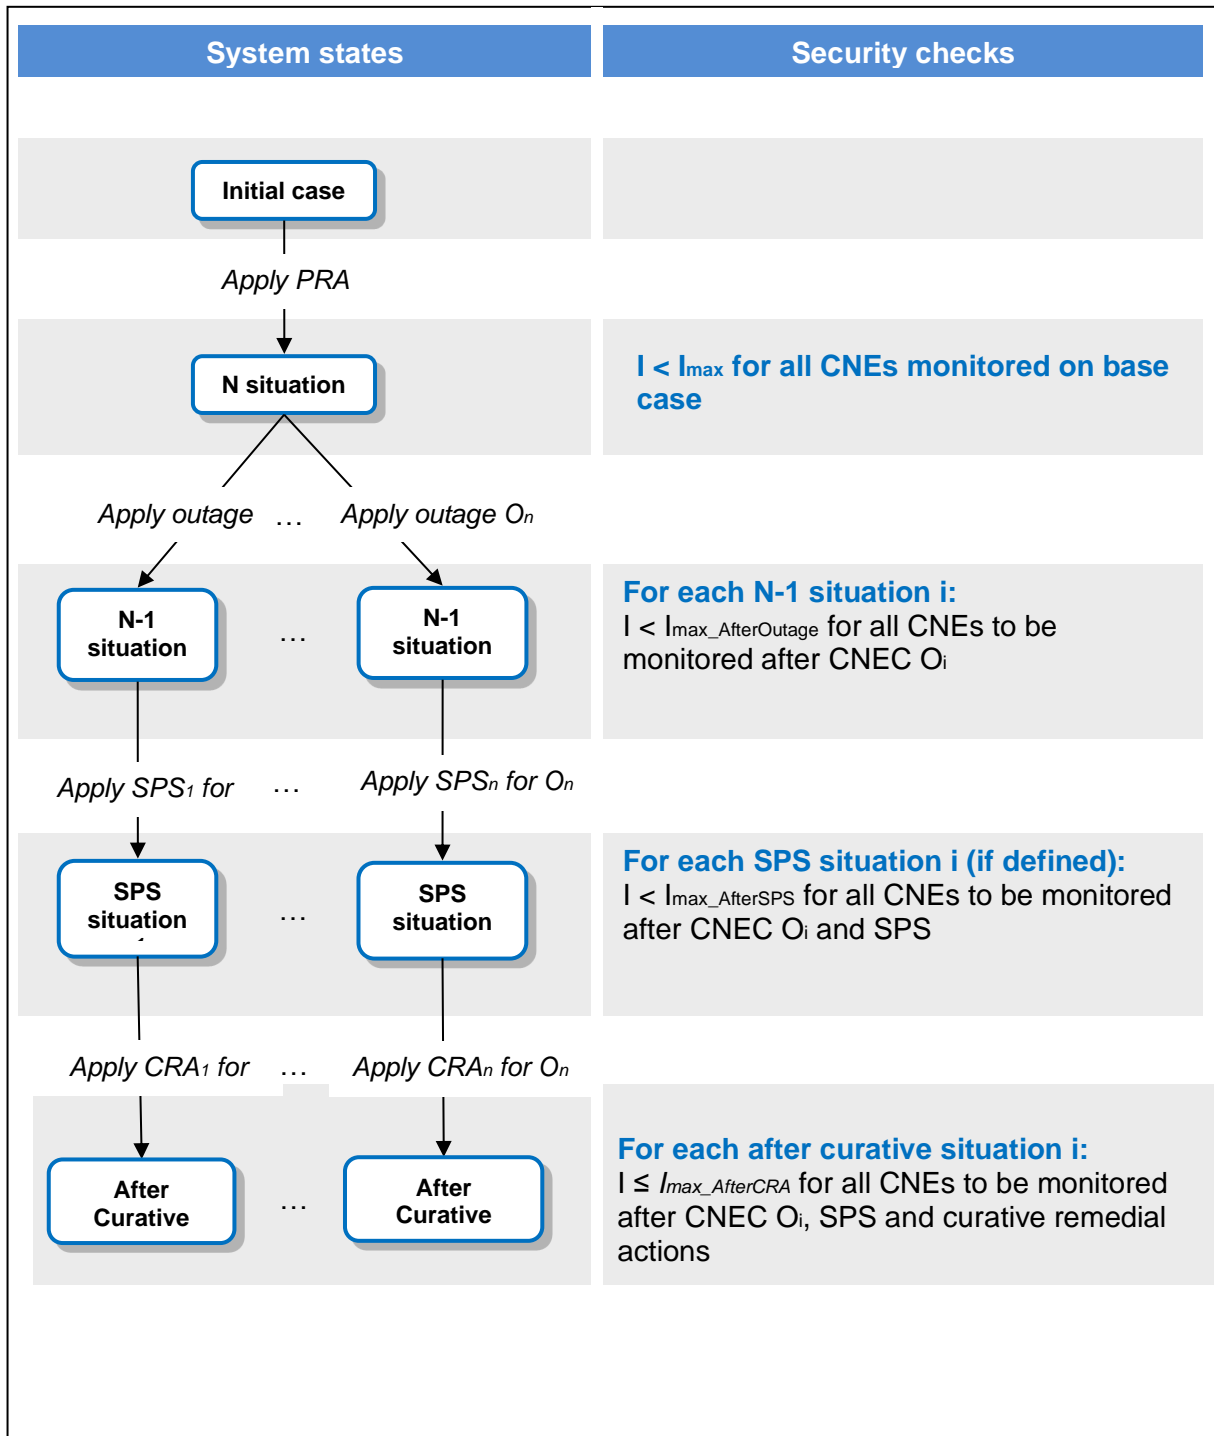 System states
Security checks
Initial case
Apply PRA
N situation
I < Imax for all CNEs monitored on base
case
Apply outage
...
Apply outage On
N-1
situation
...
N-1
situation
For each N-1 situation i:
I < Imax_AfterOutage for all CNEs to be
monitored after CNEC Oi
Apply SPS1 for
...
Apply SPSn for On
SPS
situation
...
SPS
situation
For each SPS situation i (if defined):
I < Imax_AfterSPS for all CNEs to be monitored
after CNEC Oi and SPS
Apply CRA1 for
...
Apply CRAn for On
After
Curative
...
After
Curative
For each after curative situation i:
I ≤ Imax_AfterCRA for all CNEs to be monitored
after CNEC Oi, SPS and curative remedial
actions